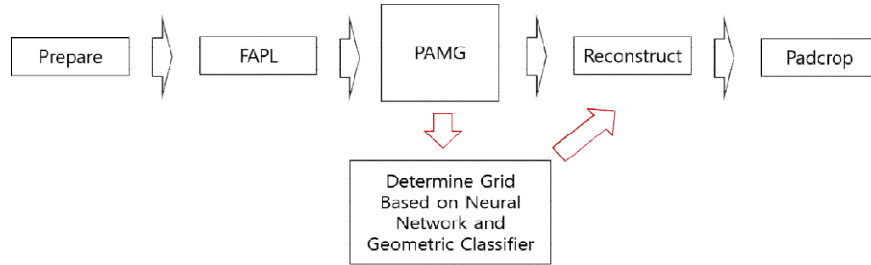 Prepare
FAPL
PAMG
Reconstruct
Padcrop
Determine Grid
Based on Neural
Network and
Geometric Classifier